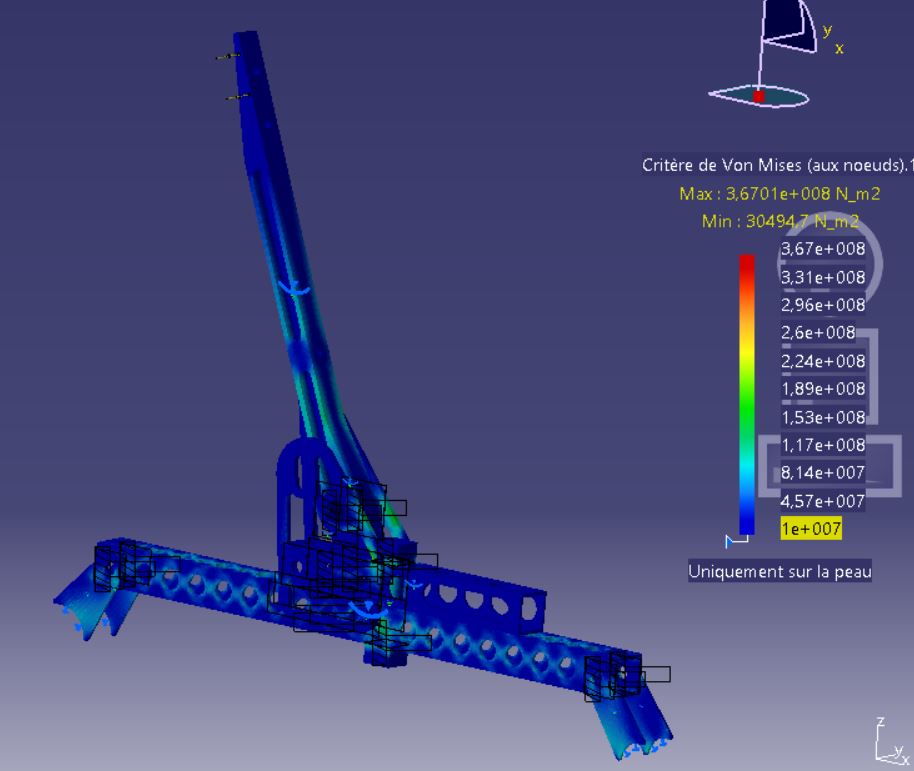 y
x
Critère de Von Mises (aux noeuds).1
Max : 3,6701e+008 N_m2
Min : 30494,7 N_m2
3,67e+008
3,31e+008
2,96e+008
2,6e+008
2,24e+008
1,89e+008
1,53e+008
1,17e+008
8,14e+007
4,57e+007
1e+007
Uniquement sur la peau
z
y
x